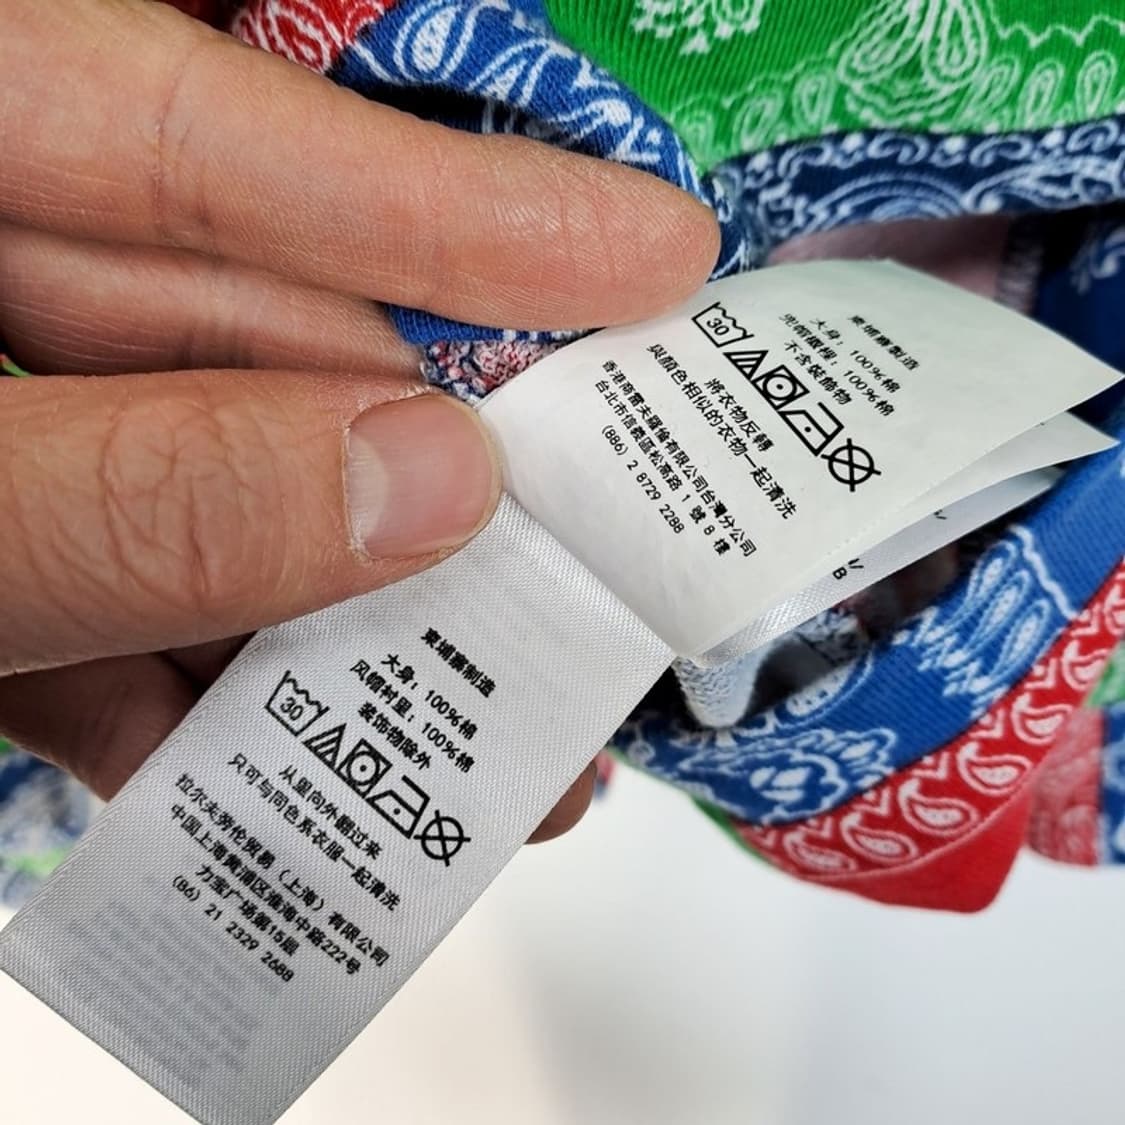 柬埔寨製造
大身：100%棉
兜帽襯裡：100%棉
不含裝飾物
30
將衣物反轉
與顏色相似的衣物一起清洗
香港商雷夫羅倫有限公司台灣分公司
台北市信義區松高路 1 號 8 樓
(886) 2 8729 2288
B
柬埔寨制造
大身：100%棉
风帽衬里：100%棉
装饰物除外
30
从里向外翻过来
只可与同色系衣服一起清洗
拉尔夫劳伦贸易（上海）有限公司
中国上海黄浦区淮海中路222号
力宝广场第15层
(86) 21 2329 2688